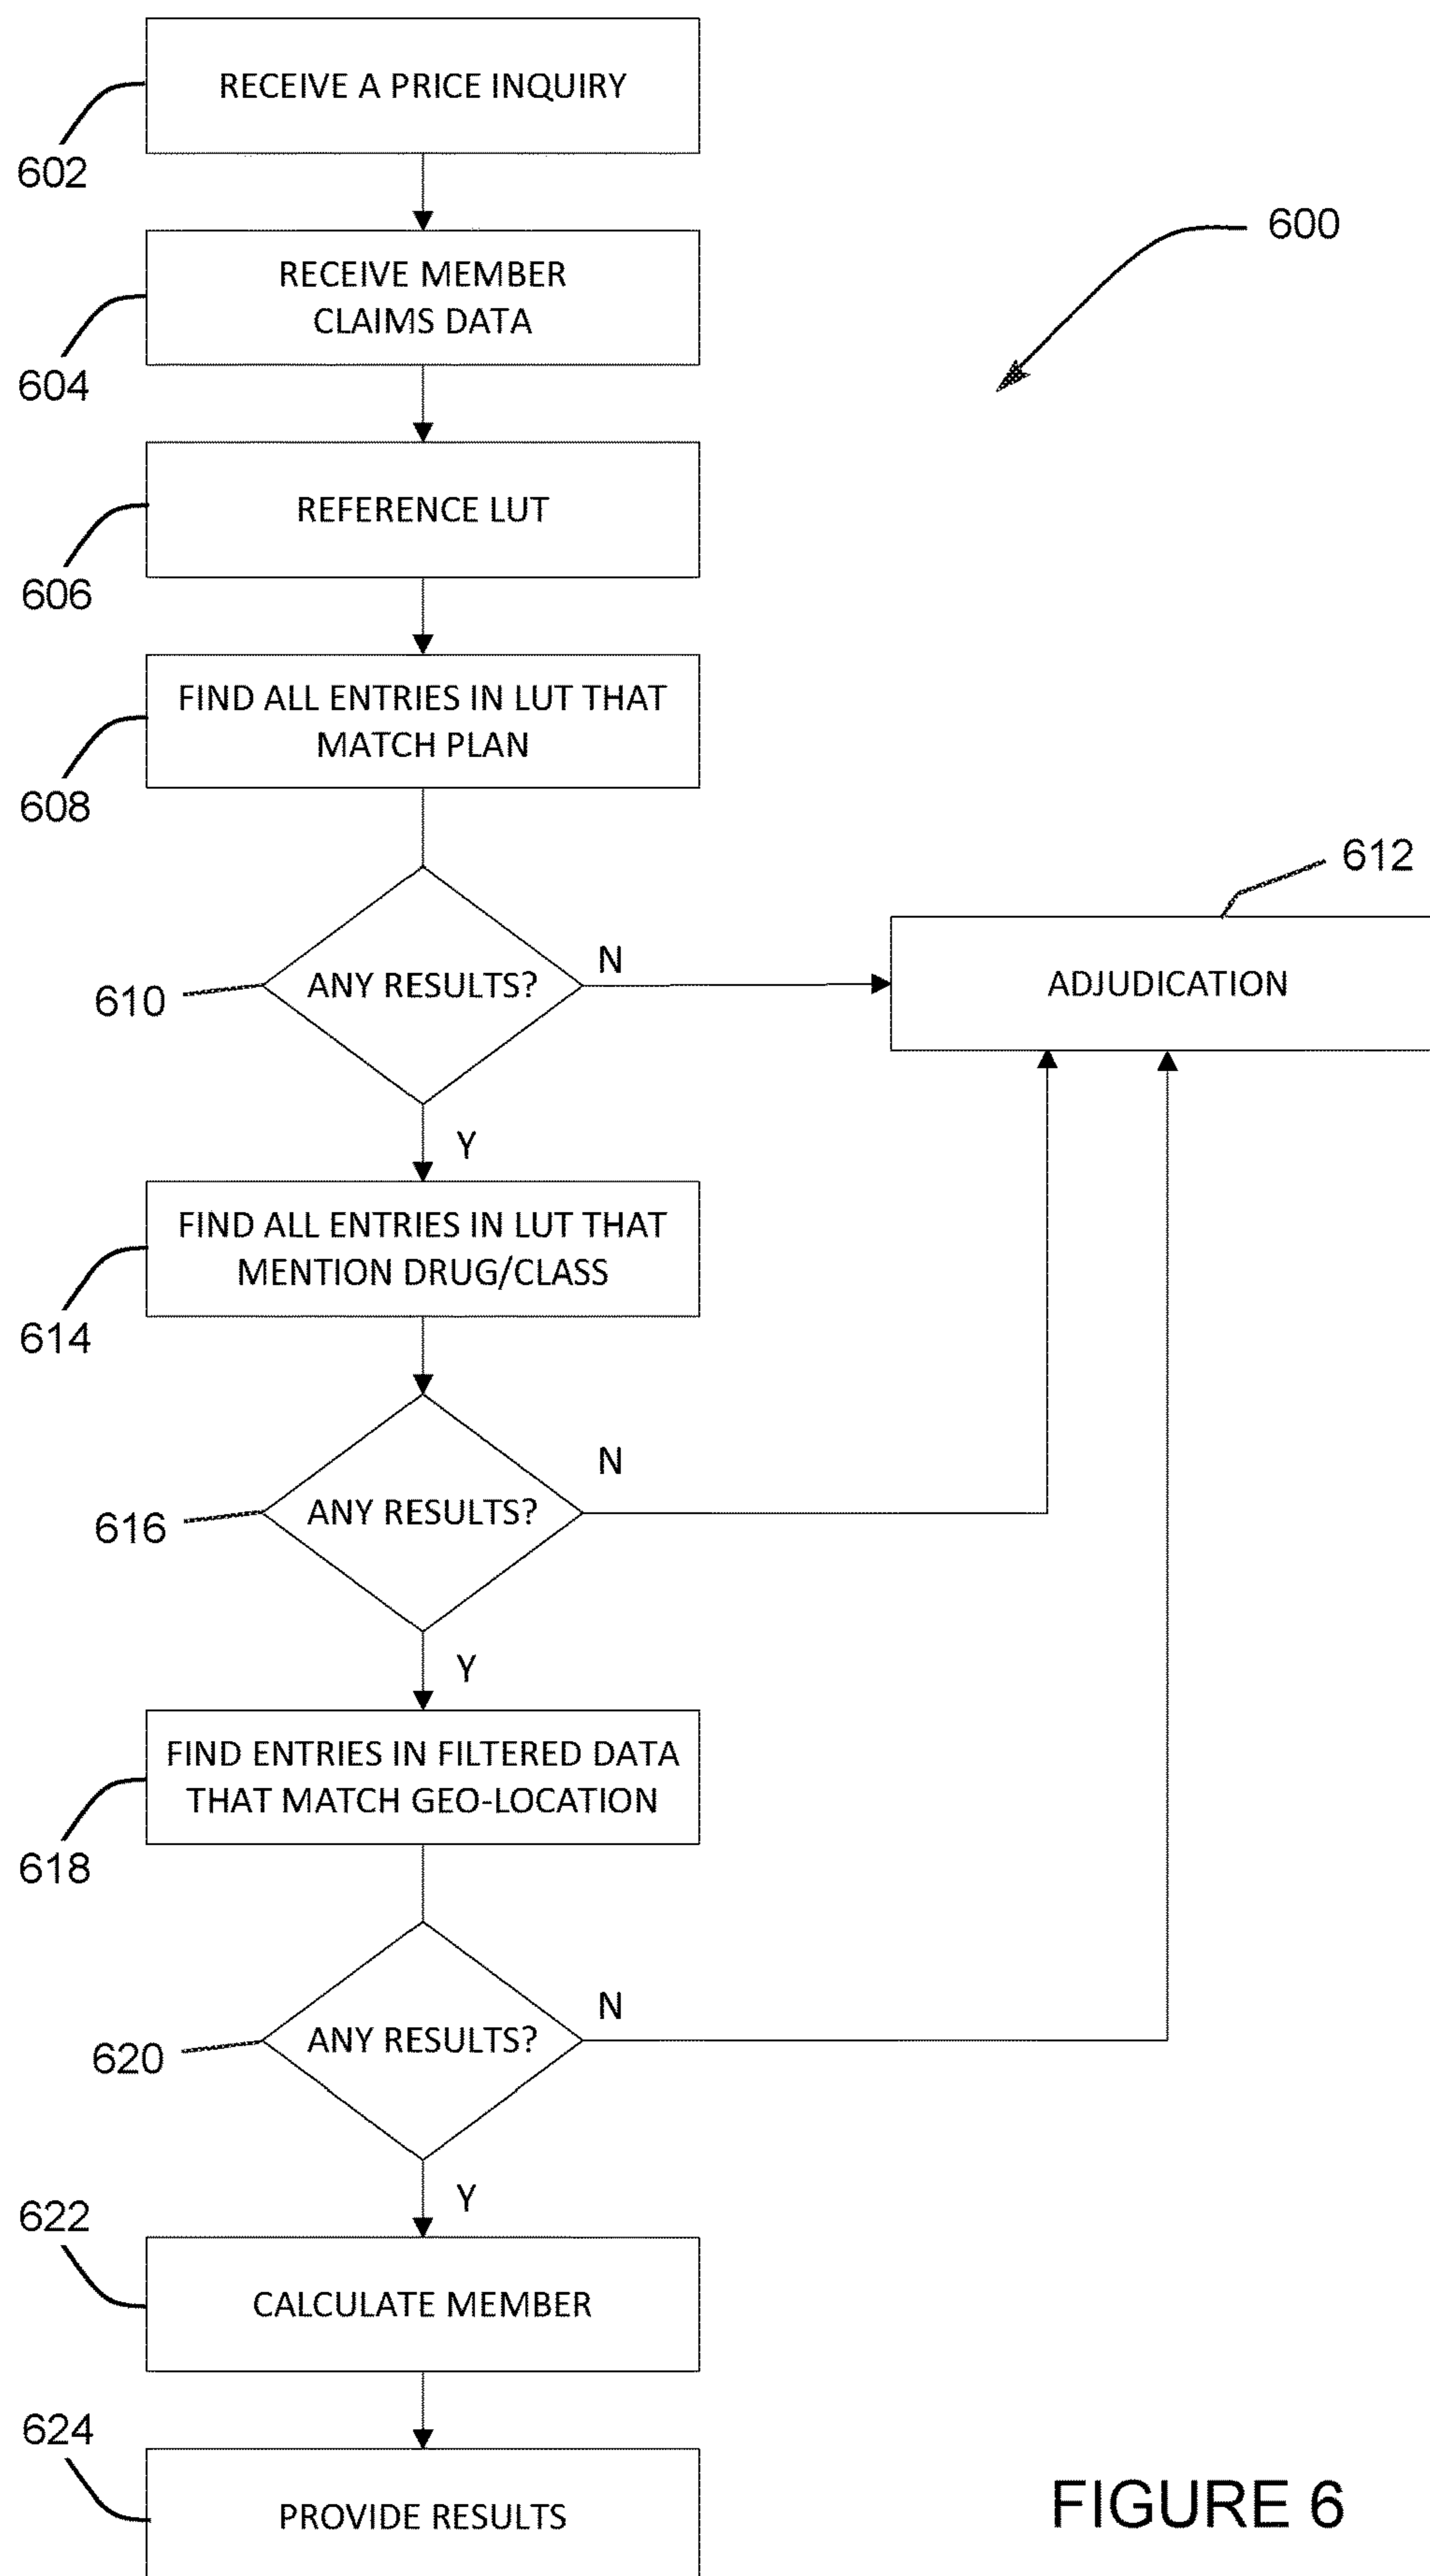 RECEIVE A PRICE INQUIRY
602
600
RECEIVE MEMBER
CLAIMS DATA
604
REFERENCE LUT
606
FIND ALL ENTRIES IN LUT THAT
MATCH PLAN
608
612
ANY RESULTS?
N
610
ADJUDICATION
Y
FIND ALL ENTRIES IN LUT THAT
MENTION DRUG/CLASS
614
N
ANY RESULTS?
616
Y
FIND ENTRIES IN FILTERED DATA
THAT MATCH GEO-LOCATION
618
N
ANY RESULTS?
620
Y
622
CALCULATE MEMBER
624
PROVIDE RESULTS
FIGURE 6